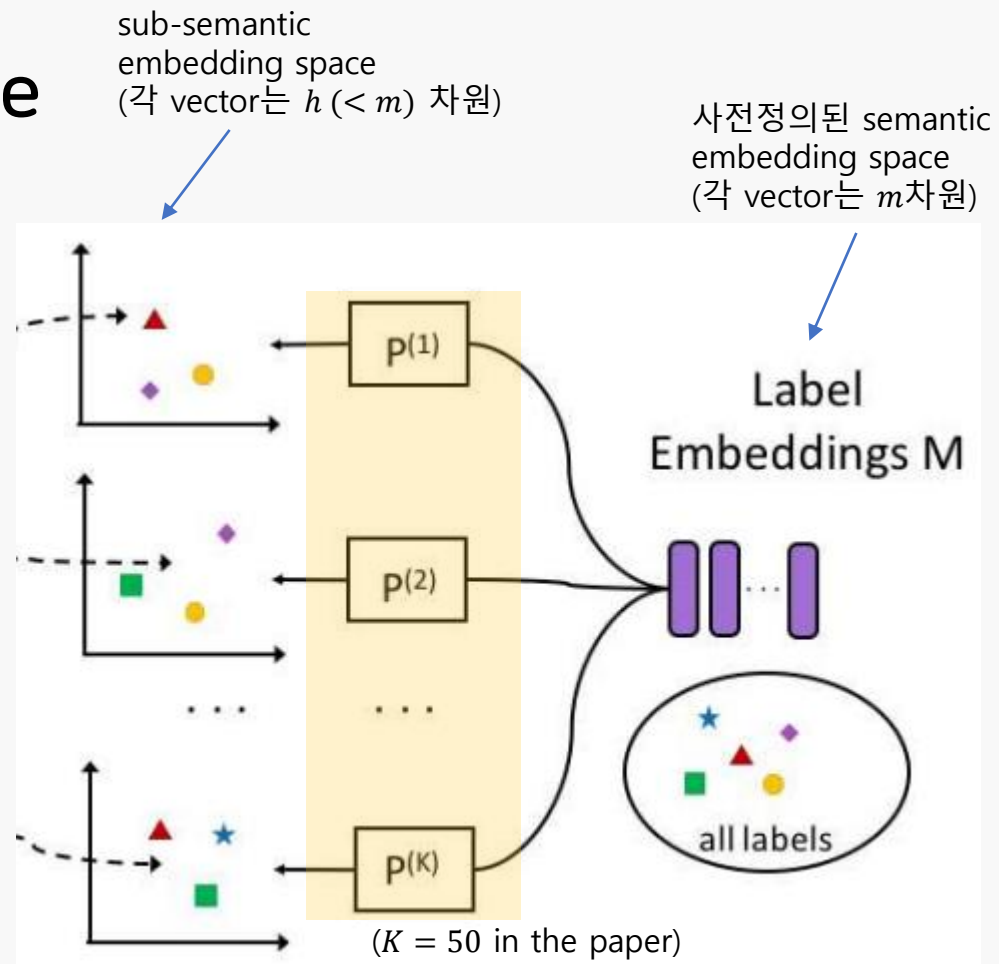 e
sub-semantic
embedding space
(각 vector는 h (< m) 차원)
사전정의된 semantic
embedding space
(각 vector는 m차원)
P(1)
Label
Embeddings M
P(2)
...
... ...
all labels
P(K)
(K = 50 in the paper)